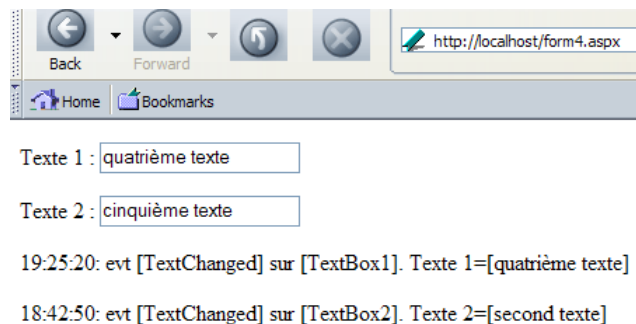 Back Forward http://localhost/form4.aspx
Home Bookmarks
Texte 1 : quatrième texte
Texte 2 : cinquième texte
19:25:20: evt [TextChanged] sur [TextBox1]. Texte 1=[quatrième texte]
18:42:50: evt [TextChanged] sur [TextBox2]. Texte 2=[second texte]